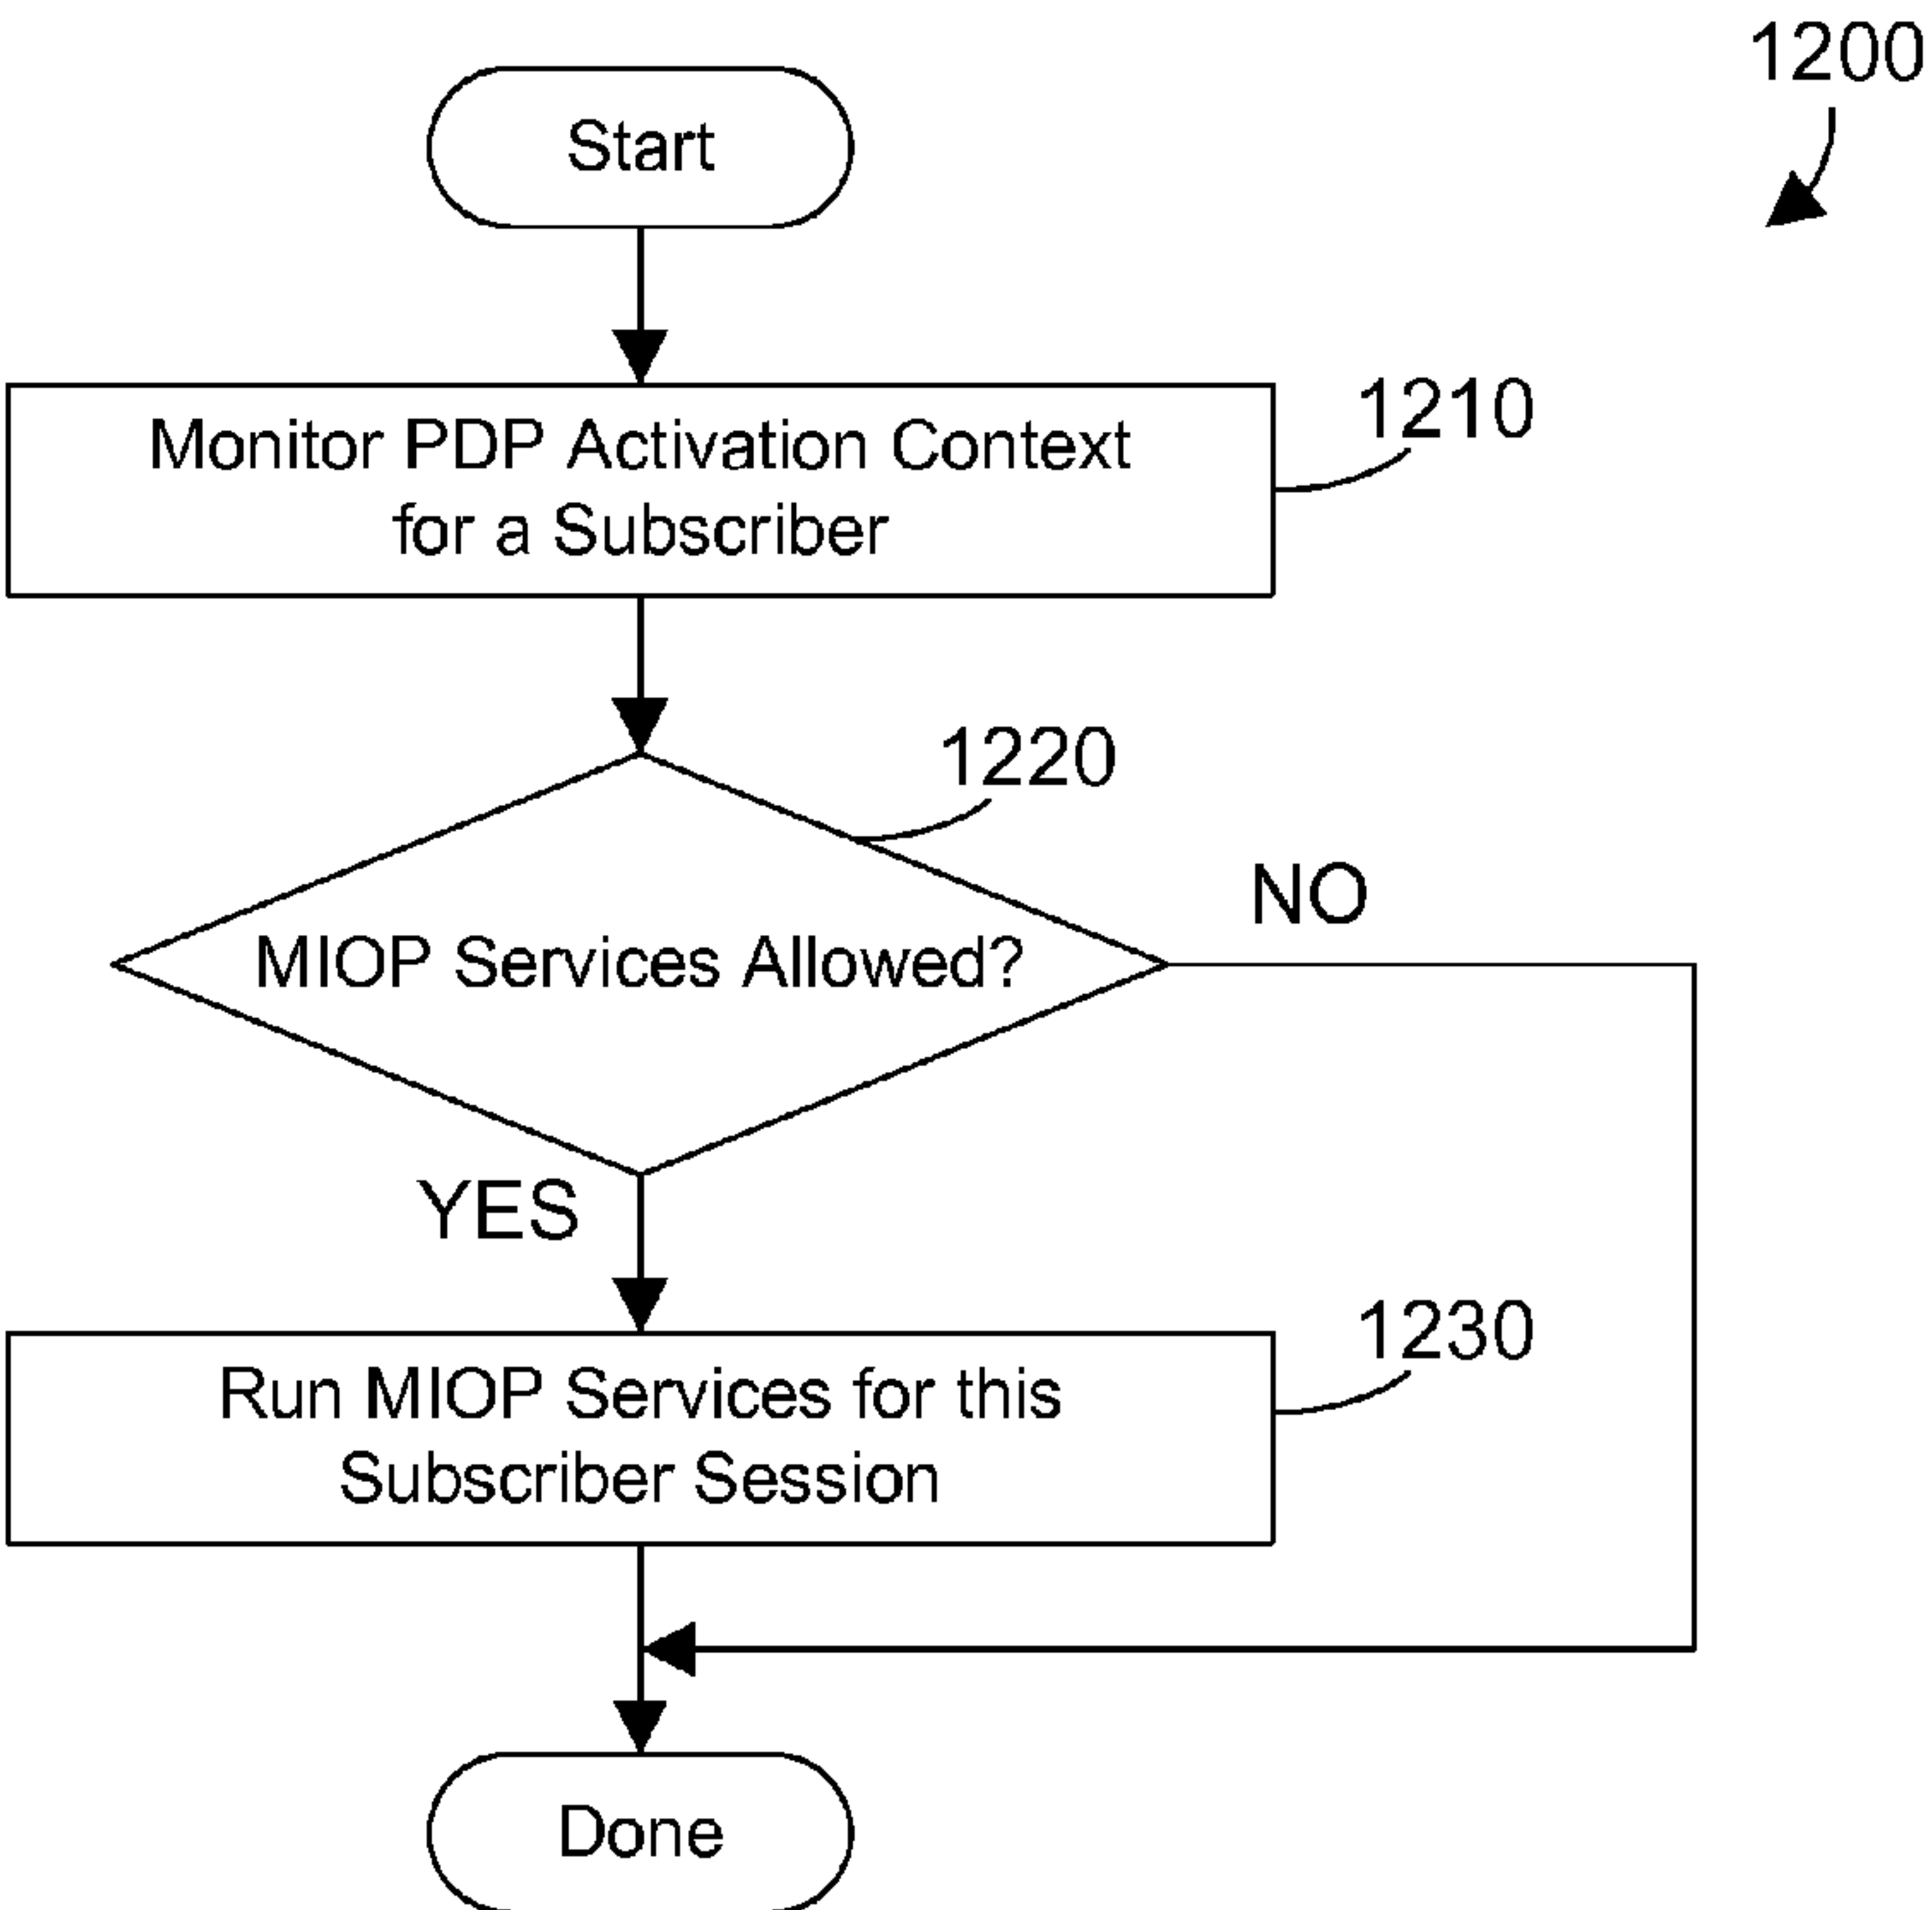 1200
Start
1210
Monitor PDP Activation Context
for a Subscriber
1220
NO
MIOP Services Allowed?
YES
1230
Run MIOP Services for this
Subscriber Session
Done